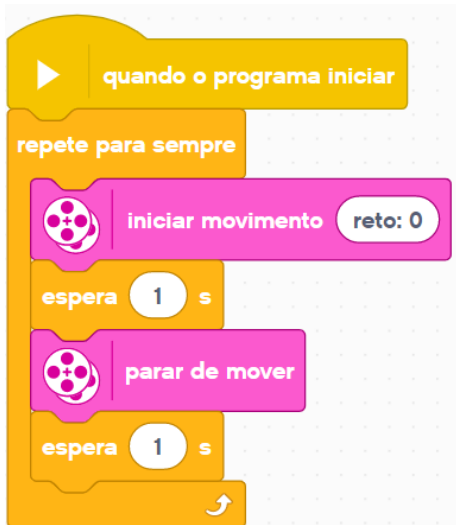 quando o programa iniciar
repete para sempre
iniciar movimento reto: 0
espera 1 s
parar de mover
espera 1 s